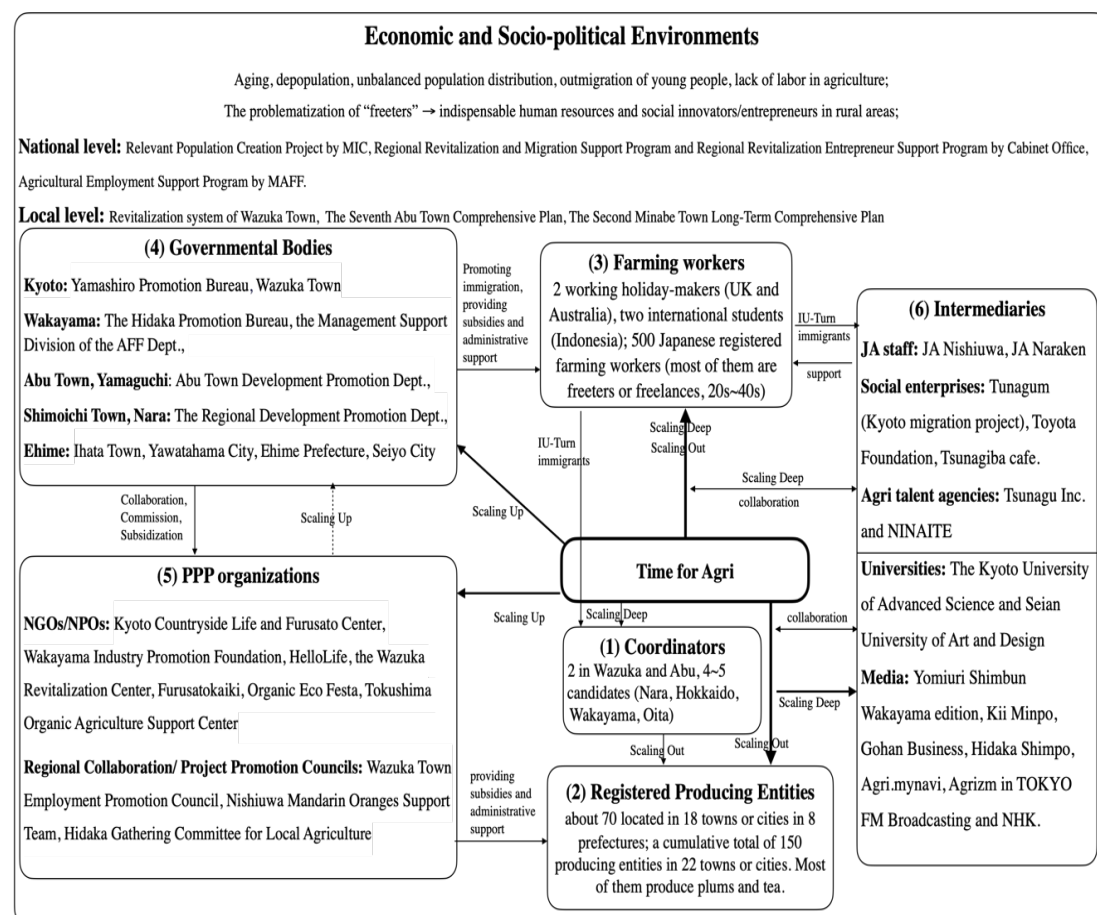 Economic and Socio-political Environments
Aging, depopulation, unbalanced population distribution, outmigration of young people, lack of labor in agriculture;
The problematization of “freeters” → indispensable human resources and social innovators/entrepreneurs in rural areas;
National level: Relevant Population Creation Project by MIC, Regional Revitalization and Migration Support Program and Regional Revitalization Entrepreneur Support Program by Cabinet Office,
Agricultural Employment Support Program by MAFF.
Local level: Revitalization system of Wazuka Town, The Seventh Abu Town Comprehensive Plan, The Second Minabe Town Long-Term Comprehensive Plan
(4) Governmental Bodies
Kyoto: Yamashiro Promotion Bureau, Wazuka Town
Wakayama: The Hidaka Promotion Bureau, the Management Support
Division of the AFF Dept.,
Abu Town, Yamaguchi: Abu Town Development Promotion Dept.,
Shimoichi Town, Nara: The Regional Development Promotion Dept.,
Ehime: Ihata Town, Yawatahama City, Ehime Prefecture, Seiyo City
Promoting
immigration,
providing
subsidies and
administrative
support
(3) Farming workers
2 working holiday-makers (UK and
Australia), two international students
(Indonesia); 500 Japanese registered
farming workers (most of them are
freeters or freelances, 20s~40s)
IU-Turn
immigrants
support
(6) Intermediaries
JA staff: JA Nishiuwa, JA Naraken
Social enterprises: Tunagum
(Kyoto migration project), Toyota
Foundation, Tsunagiba cafe.
Agri talent agencies: Tsunagu Inc.
and NINAITE
Universities: The Kyoto University
of Advanced Science and Seian
University of Art and Design
Media: Yomiuri Shimbun
Wakayama edition, Kii Minpo,
Gohan Business, Hidaka Shimpo,
Agri.mynavi, Agrizm in TOKYO
FM Broadcasting and NHK.
IU-Turn
immigrants
Scaling Deep
Scaling Out
Scaling Deep
collaboration
Collaboration,
Commission,
Subsidization
Scaling Up
Scaling Up
Time for Agri
Scaling Up
Scaling Deep
collaboration
Scaling Deep
(5) PPP organizations
NGOs/NPOs: Kyoto Countryside Life and Furusato Center,
Wakayama Industry Promotion Foundation, HelloLife, the Wazuka
Revitalization Center, Furusatokaiki, Organic Eco Festa, Tokushima
Organic Agriculture Support Center
Regional Collaboration/ Project Promotion Councils: Wazuka Town
Employment Promotion Council, Nishiuwa Mandarin Oranges Support
Team, Hidaka Gathering Committee for Local Agriculture
(1) Coordinators
2 in Wazuka and Abu, 4~5
candidates (Nara, Hokkaido,
Wakayama, Oita)
Scaling Out
Scaling Out
providing
subsidies and
administrative
support
(2) Registered Producing Entities
about 70 located in 18 towns or cities in 8
prefectures; a cumulative total of 150
producing entities in 22 towns or cities. Most
of them produce plums and tea.